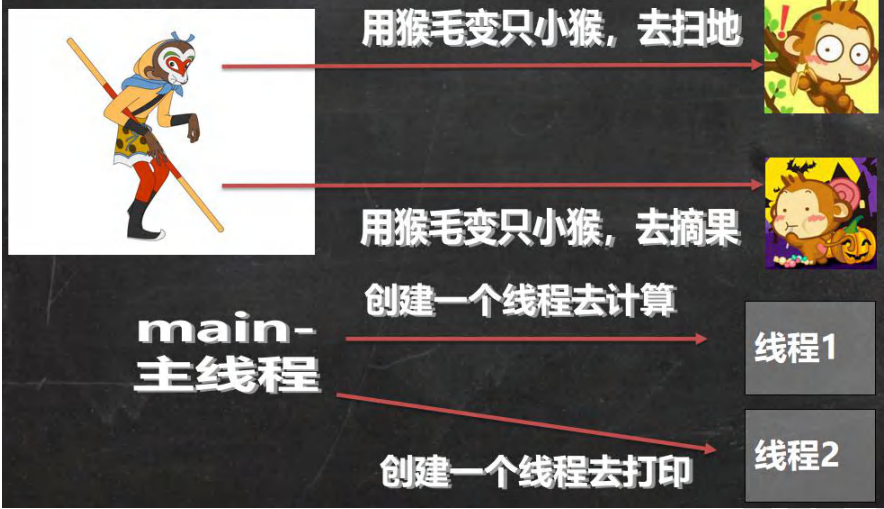 用猴毛变只小猴，去扫地
用猴毛变只小猴，去摘果
创建一个线程去计算
main-
主线程
线程1
线程2
创建一个线程去打印